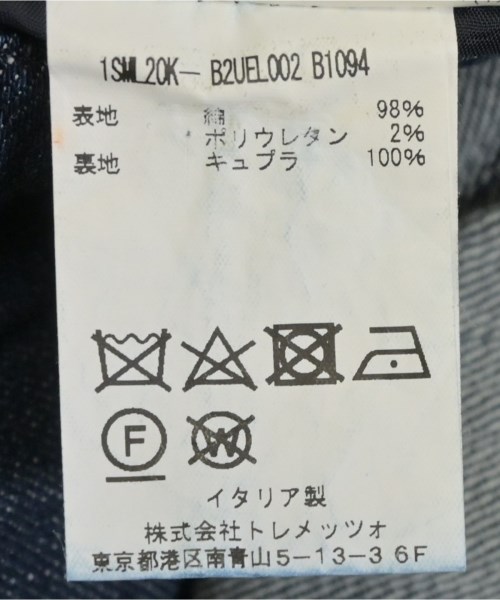 1SML20K- B2UEL002 B1094
表地 綿 98%
ポリウレタン 2%
裏地 キュプラ 100%
F W
イタリア製
株式会社トレメッツォ
東京都港区南青山5-13-3 6F